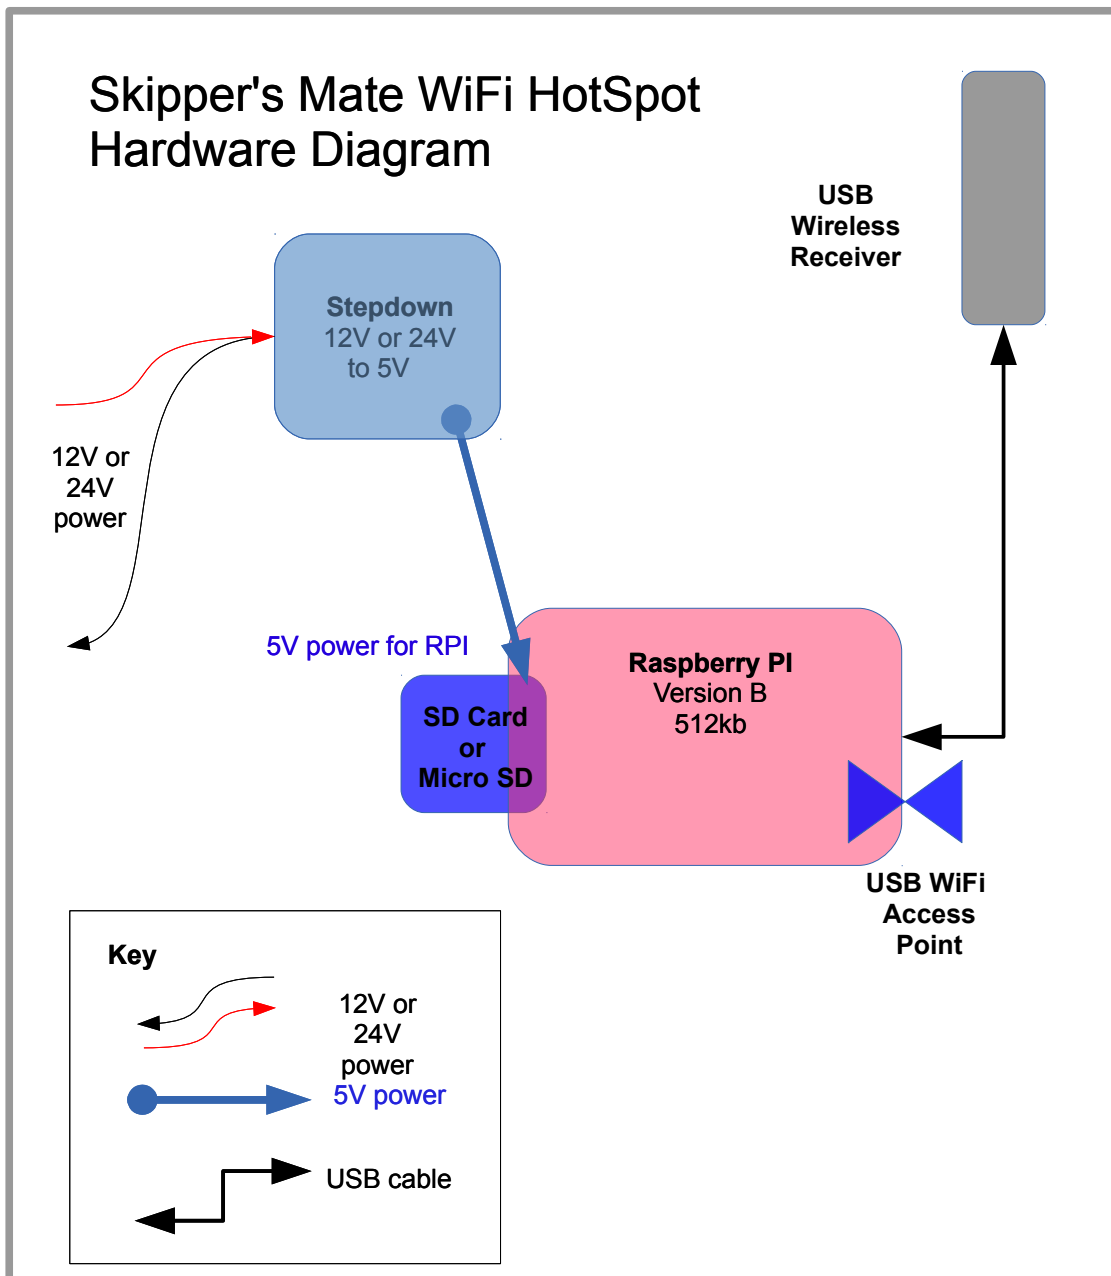 Skipper's Mate WiFi HotSpot
Hardware Diagram
USB
Wireless
Receiver
Stepdown
12V or 24V
to 5V
12V or
24V
power
5V power for RPI
Raspberry PI
Version B
512kb
SD Card
or
Micro SD
USB WiFi
Access
Point
Key
12V or
24V
power
5V power
USB cable